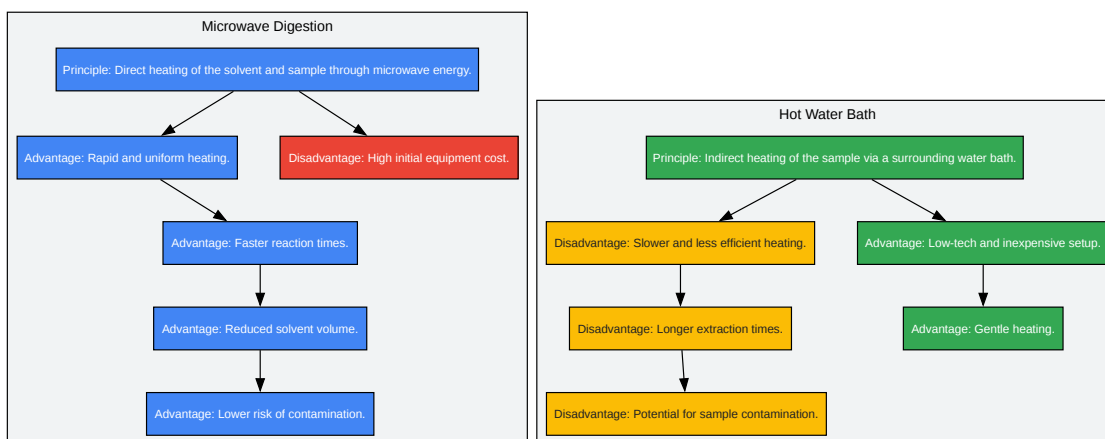 Microwave Digestion
Principle: Direct heating of the solvent and sample through microwave energy.
Advantage: Rapid and uniform heating.
Disadvantage: High initial equipment cost.
Advantage: Faster reaction times.
Advantage: Reduced solvent volume.
Advantage: Lower risk of contamination.
Hot Water Bath
Principle: Indirect heating of the sample via a surrounding water bath.
Disadvantage: Slower and less efficient heating.
Advantage: Low-tech and inexpensive setup.
Disadvantage: Longer extraction times.
Advantage: Gentle heating.
Disadvantage: Potential for sample contamination.